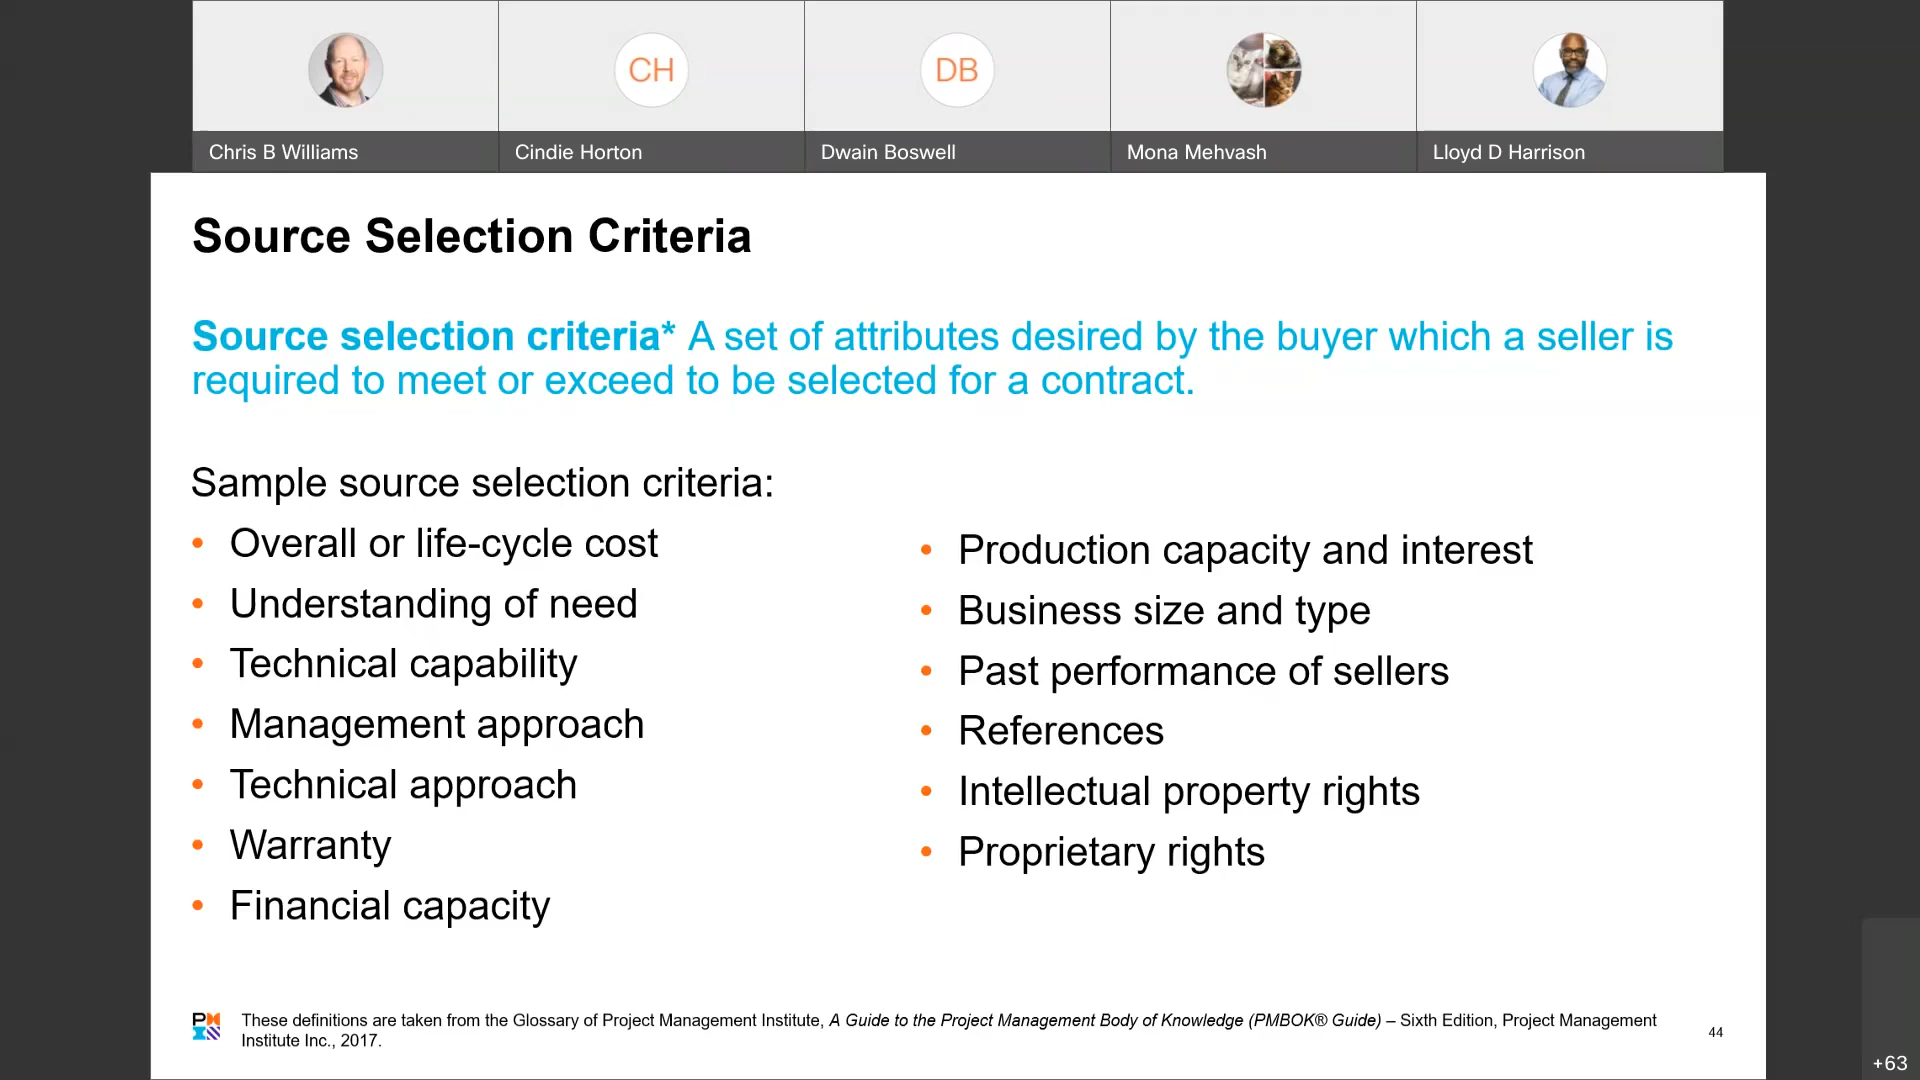 CH
DB
Chris B Williams
Cindie Horton
Dwain Boswell
Mona Mehvash
Lloyd D Harrison
Source Selection Criteria
Source selection criteria* A set of attributes desired by the buyer which a seller is
required to meet or exceed to be selected for a contract.
Sample source selection criteria:
• Overall or life-cycle cost
• Understanding of need
• Technical capability
• Management approach
• Technical approach
• Warranty
• Financial capacity
• Production capacity and interest
• Business size and type
• Past performance of sellers
• References
• Intellectual property rights
• Proprietary rights
These definitions are taken from the Glossary of Project Management Institute, A Guide to the Project Management Body of Knowledge (PMBOK® Guide) – Sixth Edition, Project Management
Institute Inc., 2017.
44
+63